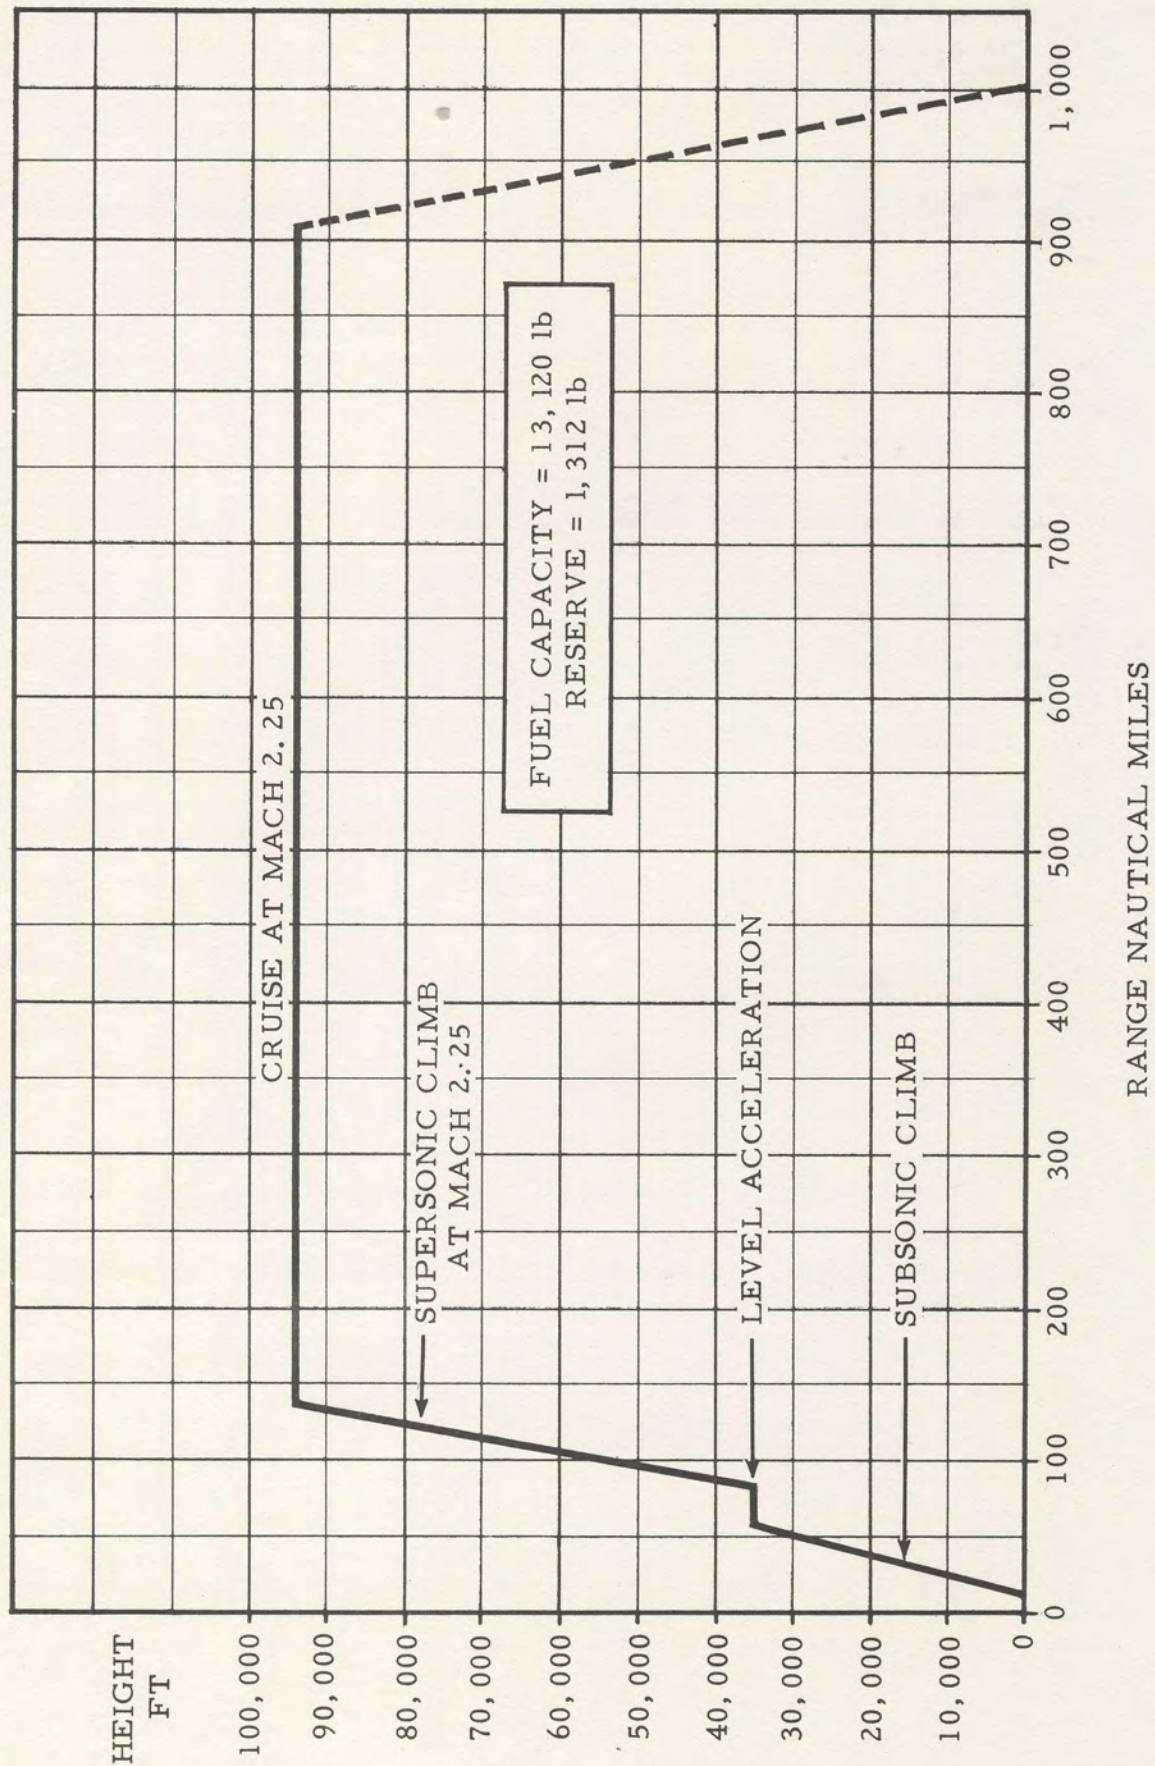 HEIGHT
FT
100,000
90,000
80,000
70,000
60,000
50,000
40,000
30,000
20,000
10,000
0
CRUISE AT MACH 2.25
SUPERSONIC CLIMB
AT MACH 2.25
FUEL CAPACITY = 13,120 lb
RESERVE = 1,312 lb
LEVEL ACCELERATION
SUBSONIC CLIMB
0
100
200
300
400
500
600
700
800
900
1,000
RANGE NAUTICAL MILES